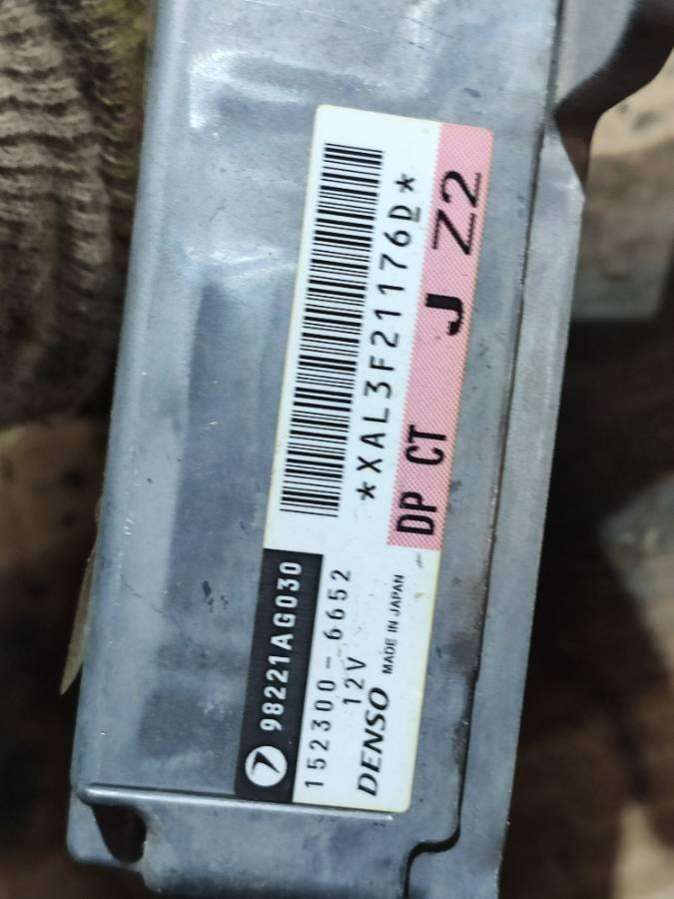 *XAL3F21176D*
DP CT J Z2
98221AG030
152300-6652
12V
DENSO MADE IN JAPAN